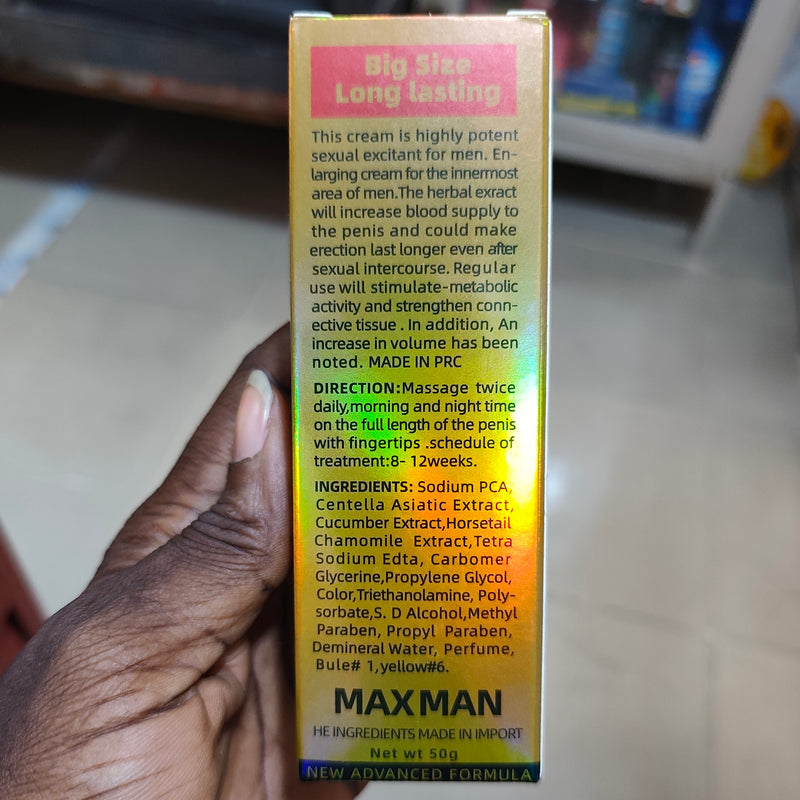 Big Size
Long lasting
This cream is highly potent
sexual excitant for men. En-
larging cream for the innermost
area of men.The herbal exract
will increase blood supply to
the penis and could make
erection last longer even after
sexual intercourse. Regular
use will stimulate-metabolic
activity and strengthen conn-
ective tissue . In addition, An
increase in volume has been
noted. MADE IN PRC
DIRECTION:Massage twice
daily,morning and night time
on the full length of the penis
with fingertips .schedule of
treatment:8- 12weeks.
INGREDIENTS: Sodium PCA,
Centella Asiatic Extract,
Cucumber Extract,Horsetail
Chamomile Extract,Tetra
Sodium Edta, Carbomer
Glycerine,Propylene Glycol,
Color,Triethanolamine, Poly-
sorbate,S. D Alcohol,Methyl
Paraben, Propyl Paraben,
Demineral Water, Perfume,
Bule# 1,yellow#6.
MAXMAN
HE INGREDIENTS MADE IN IMPORT
Net wt 50g
NEW ADVANCED FORMULA